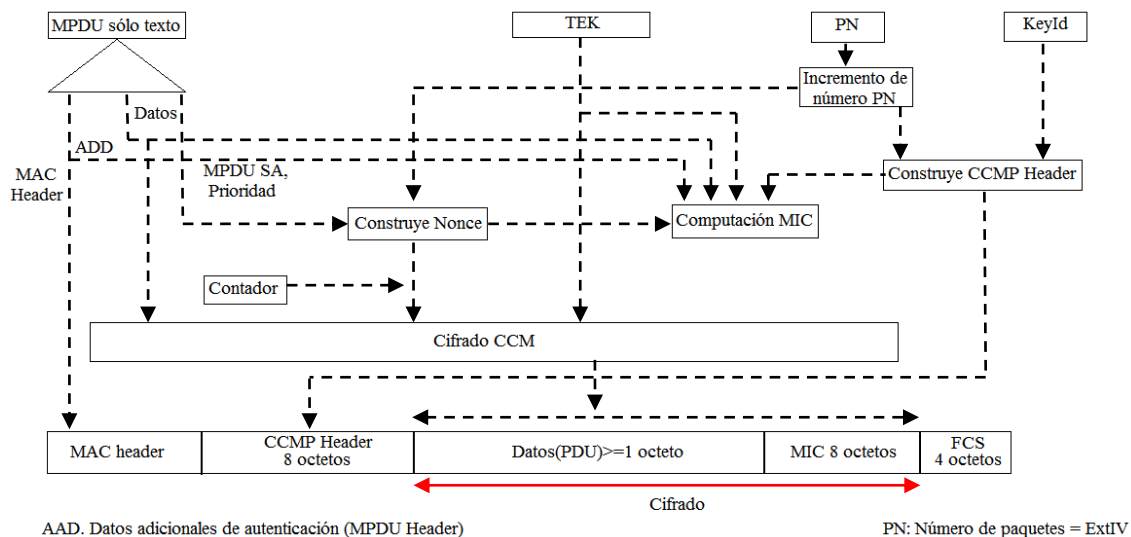 MPDU sólo texto
TEK
PN
KeyId
Incremento de
número PN
Datos
ADD
MAC
Header
MPDU SA,
Prioridad
Construye CCMP Header
Construye Nonce
Computación MIC
Contador
Cifrado CCM
MAC header
CCMP Header
8 octetos
Datos(PDU)>=1 octeto
MIC 8 octetos
FCS
4 octetos
Cifrado
AAD. Datos adicionales de autenticación (MPDU Header)
PN: Número de paquetes = ExtIV